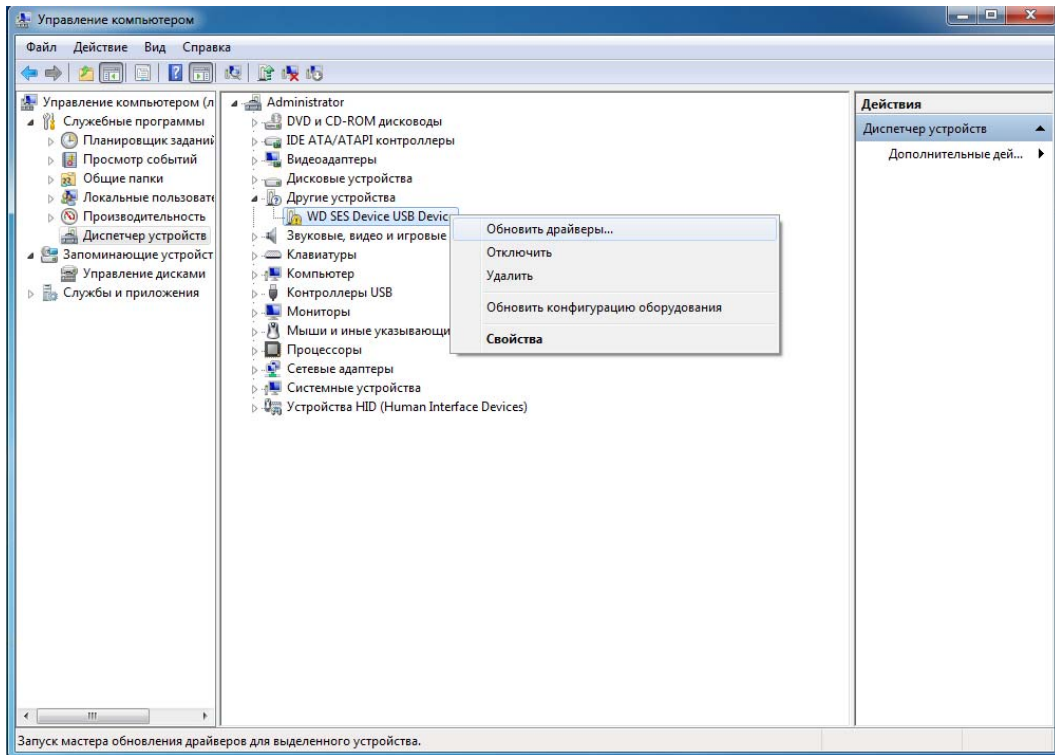 Управление компьютером
Файл Действие Вид Справка
Управление компьютером (л
Служебные программы
Планировщик заданий
Просмотр событий
Общие папки
Локальные пользовате
Производительность
Диспетчер устройств
Запоминающие устройст
Управление дисками
Службы и приложения
Administrator
DVD и CD-ROM дисководы
IDE ATA/ATAPI контроллеры
Видеоадаптеры
Дисковые устройства
Другие устройства
WD SES Device USB Devic
Звуковые, видео и игровые
Клавиатуры
Компьютер
Контроллеры USB
Мониторы
Мыши и иные указывающи
Процессоры
Сетевые адаптеры
Системные устройства
Устройства HID (Human Interface Devices)
Обновить драйверы...
Отключить
Удалить
Обновить конфигурацию оборудования
Свойства
Действия
Диспетчер устройств
Дополнительные дей...
Запуск мастера обновления драйверов для выделенного устройства.